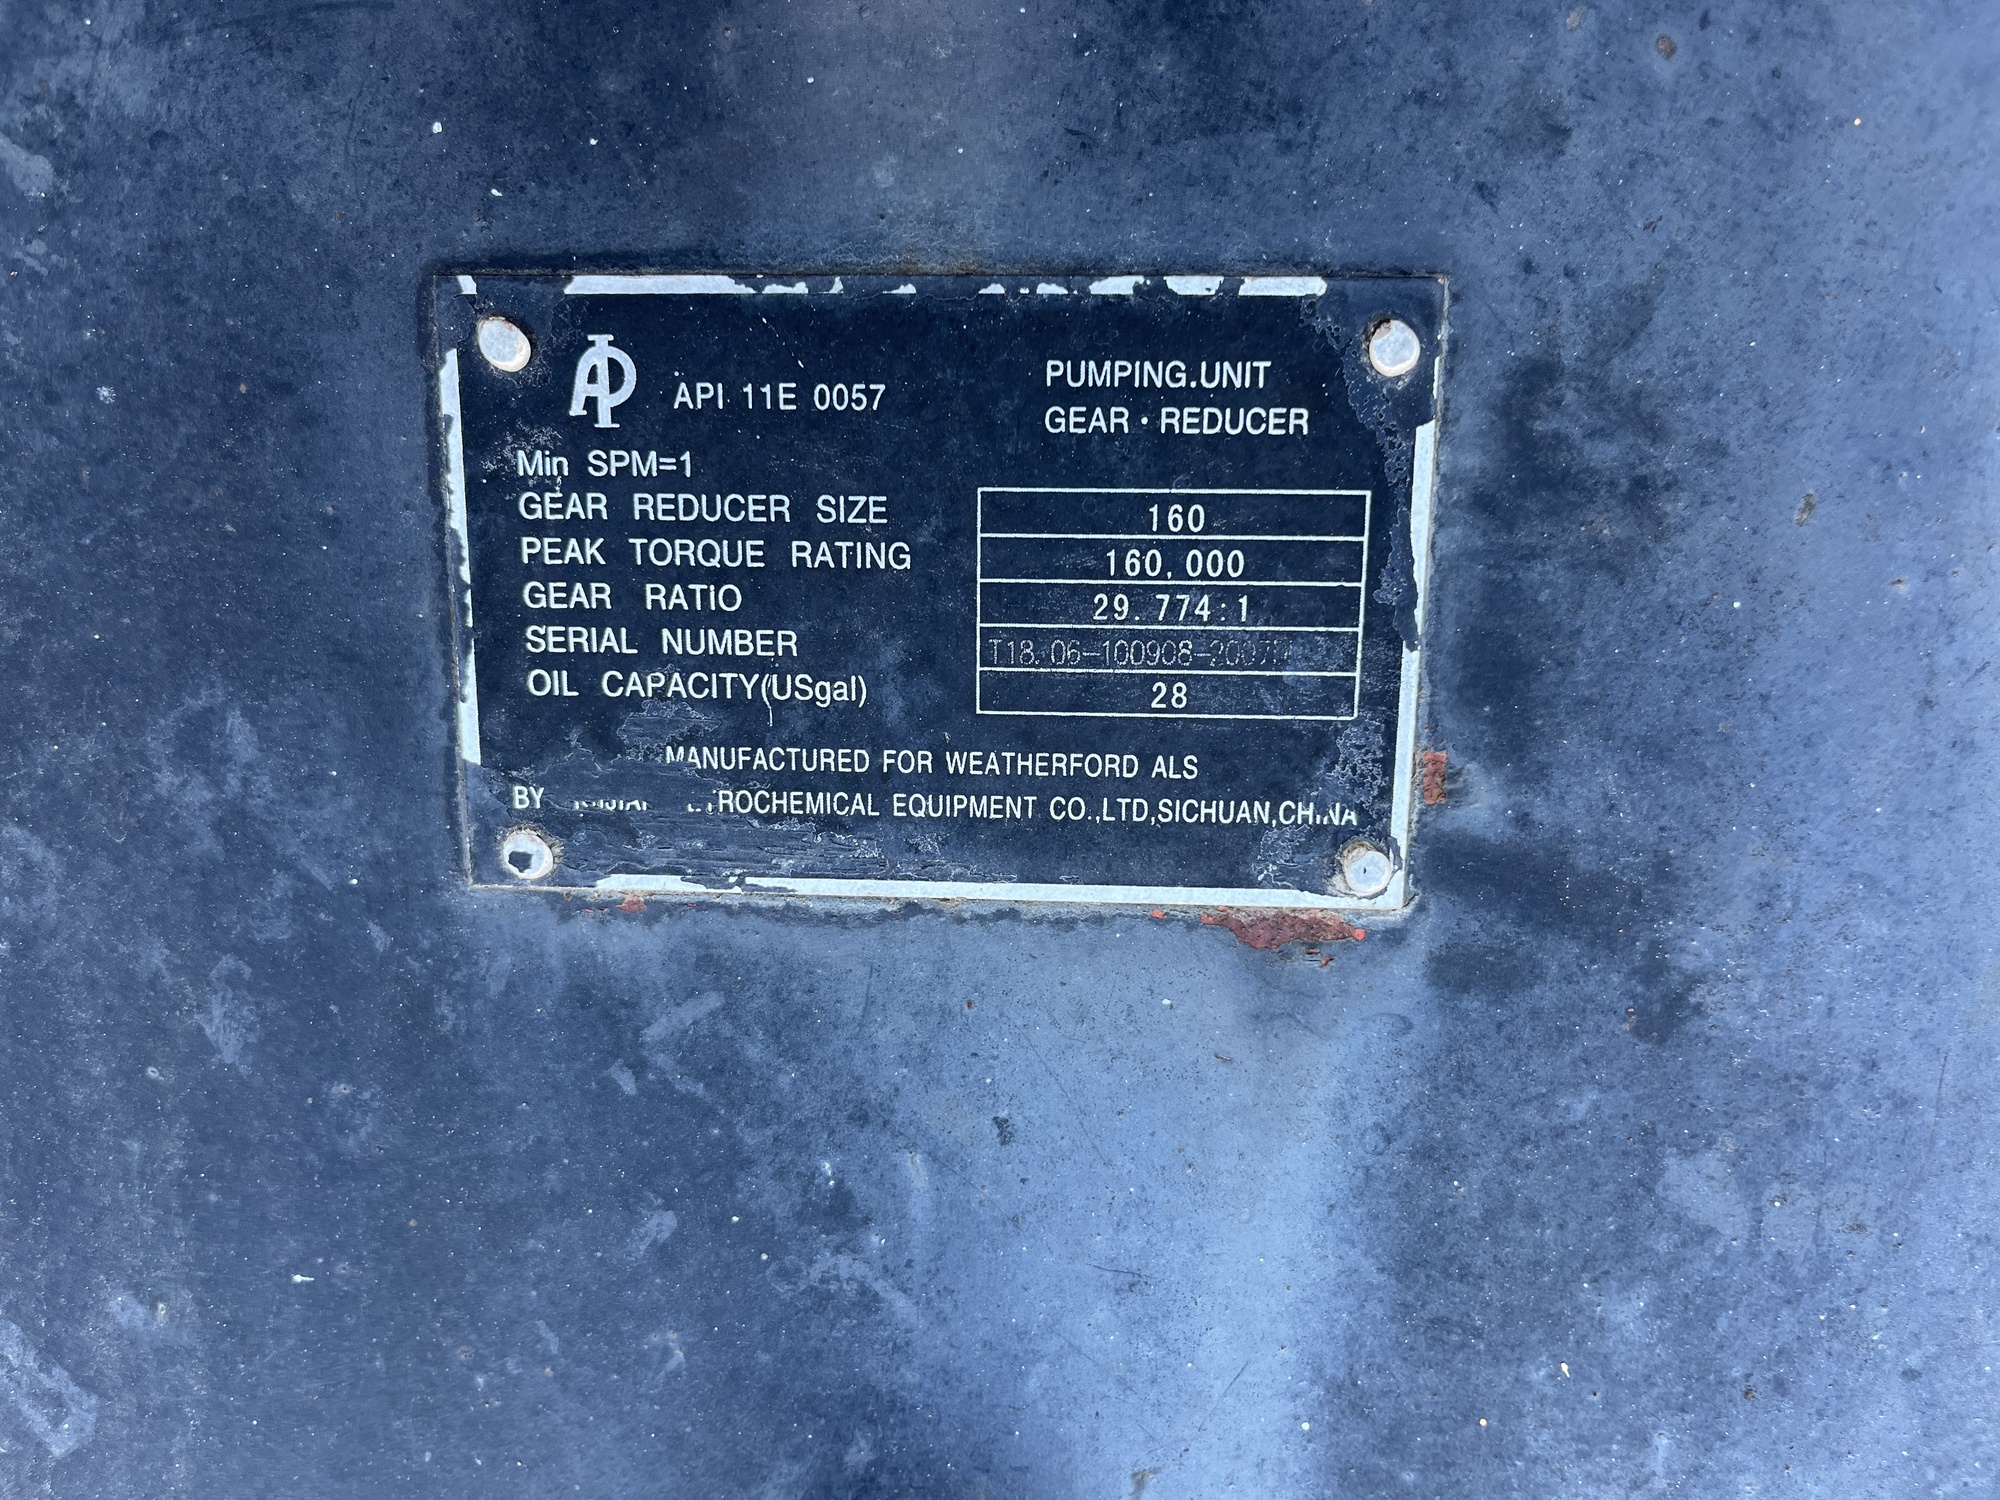 API 11E 0057
PUMPING.UNIT
GEAR · REDUCER
Min SPM=1
GEAR REDUCER SIZE 160
PEAK TORQUE RATING 160,000
GEAR RATIO 29.774:1
SERIAL NUMBER
OIL CAPACITY(USgal) 28
MANUFACTURED FOR WEATHERFORD ALS
BY EQUIPMENT CO.,LTD,SICHUAN,CHINA